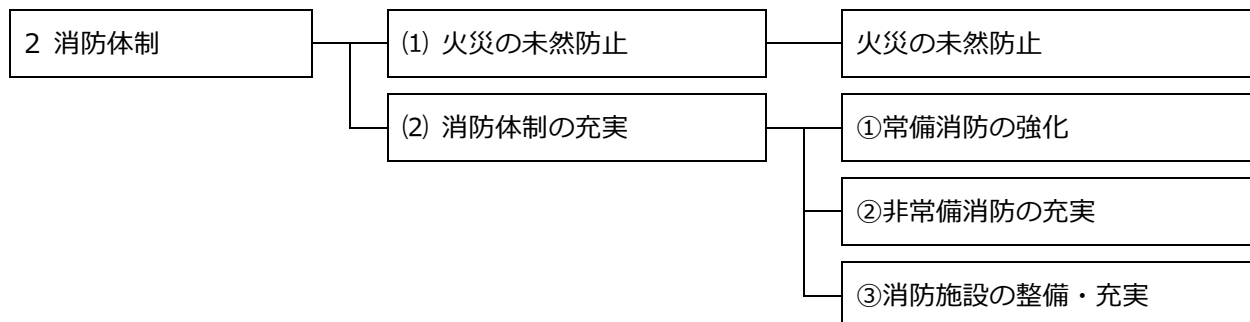 2 消防体制
⑴ 火災の未然防止
火災の未然防止
⑵ 消防体制の充実
①常備消防の強化
②非常備消防の充実
③消防施設の整備・充実